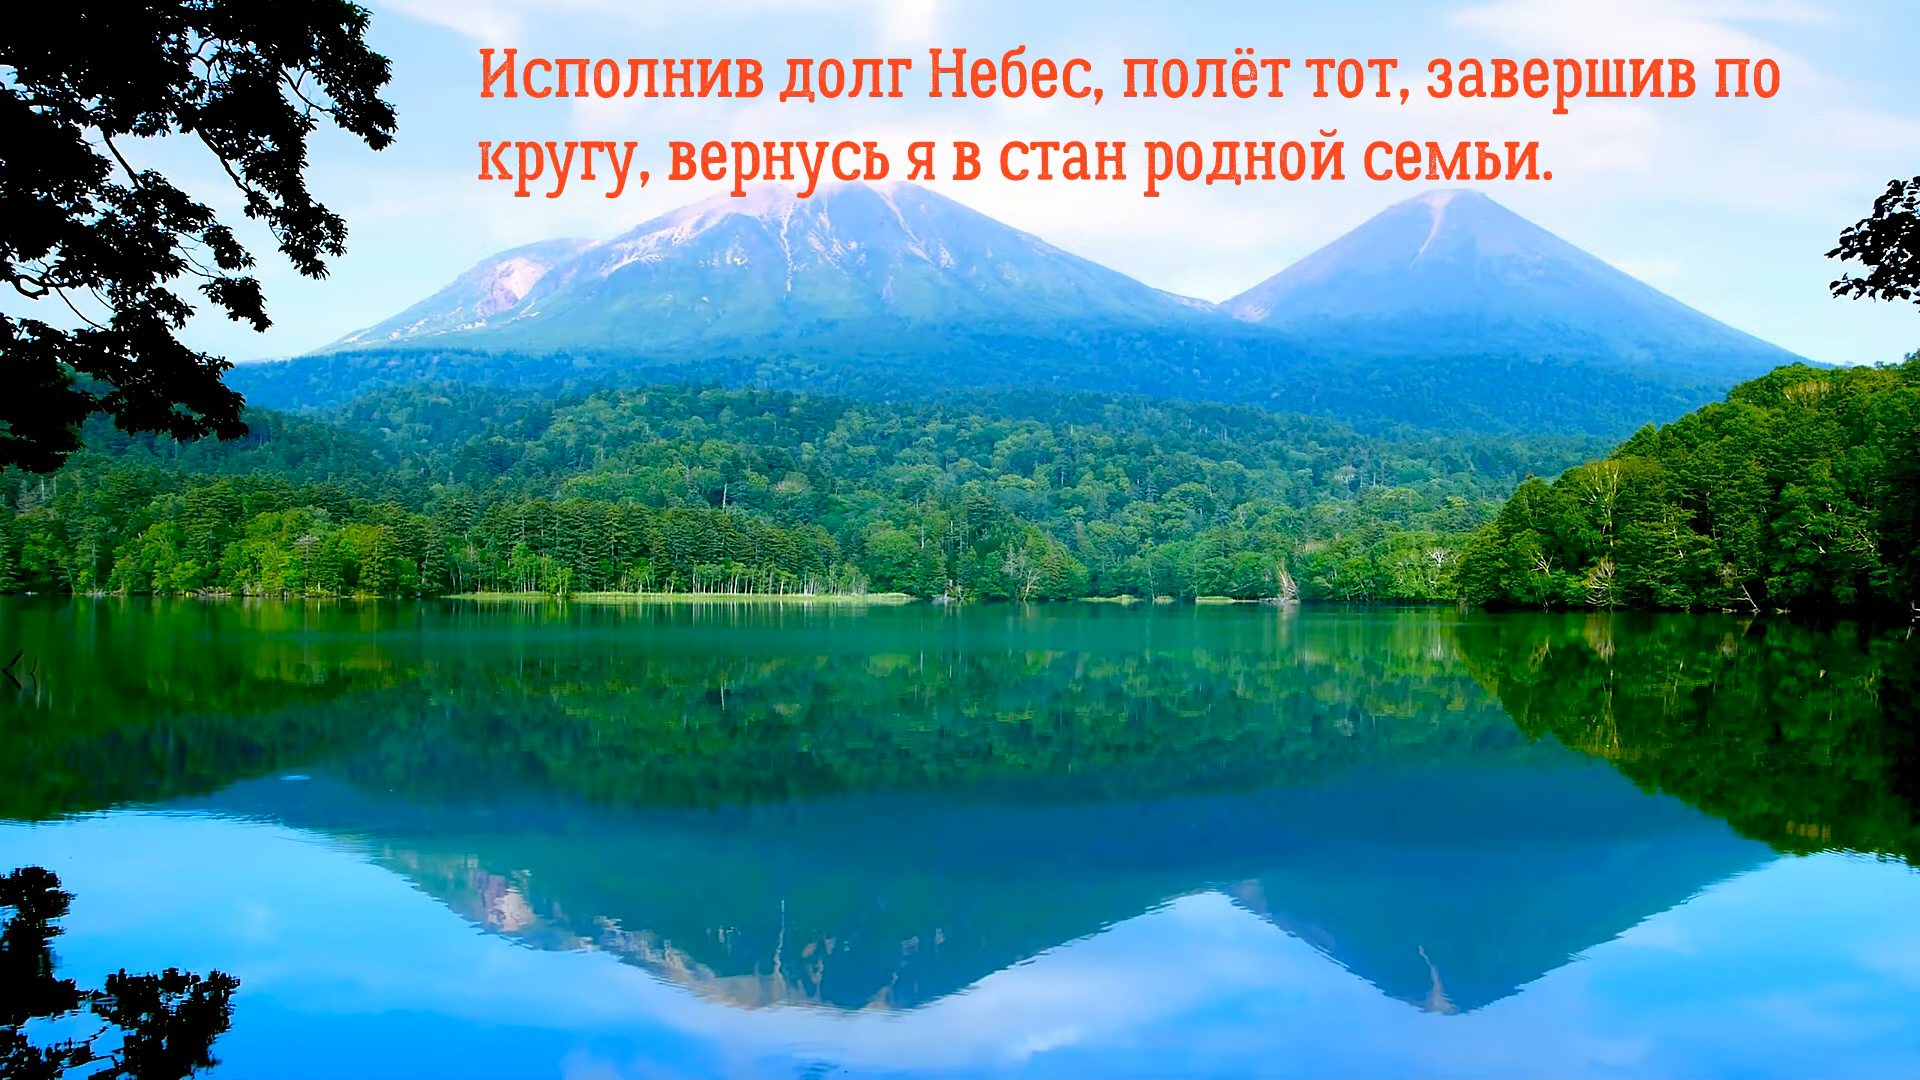 Исполнив долг Небес, полёт тот, завершив по
кругу, вернусь я в стан родной семьи.